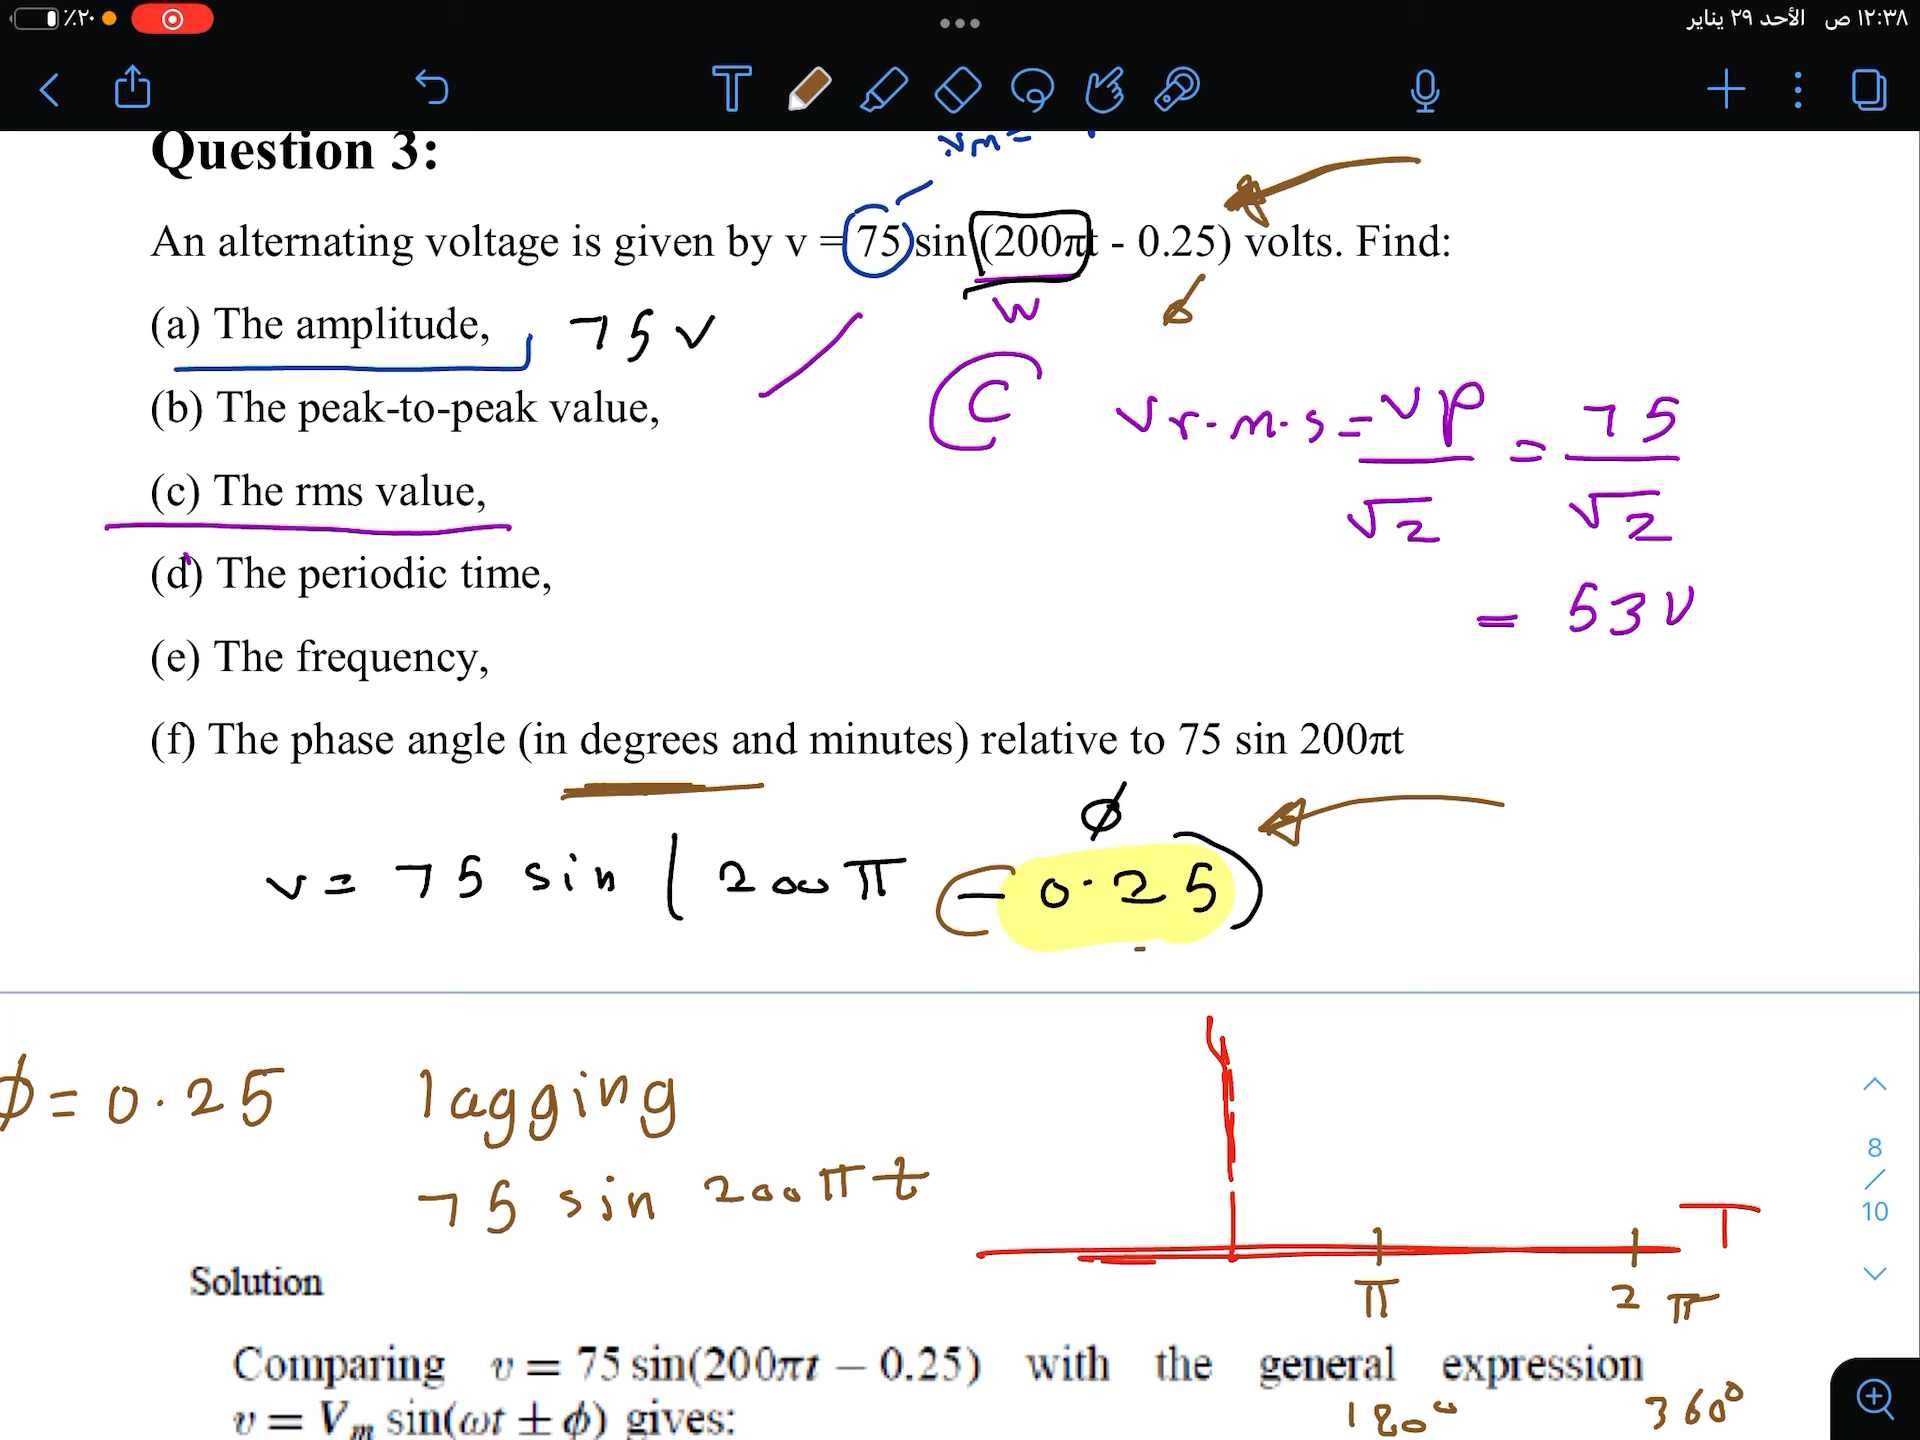 ٪٢٠
١٢:٣٨ ص الأحد ٢٩ يناير
Question 3:
vm =
An alternating voltage is given by v = 75 sin (200πt - 0.25) volts. Find:
w ϕ
(a) The amplitude, 75 v
(b) The peak-to-peak value,
C Vr.m.s = vp/√2 = 75/√2
(c) The rms value,
(d) The periodic time,
= 53 V
(e) The frequency,
(f) The phase angle (in degrees and minutes) relative to 75 sin 200πt
ϕ
v = 75 sin ( 200 π - 0.25 )
ϕ = 0.25 lagging
75 sin 200 π t
T
π 2 π
8 / 10
Solution
Comparing v = 75 sin(200πt − 0.25) with the general expression
180° 360°
v = Vm sin(ωt ± ϕ) gives: